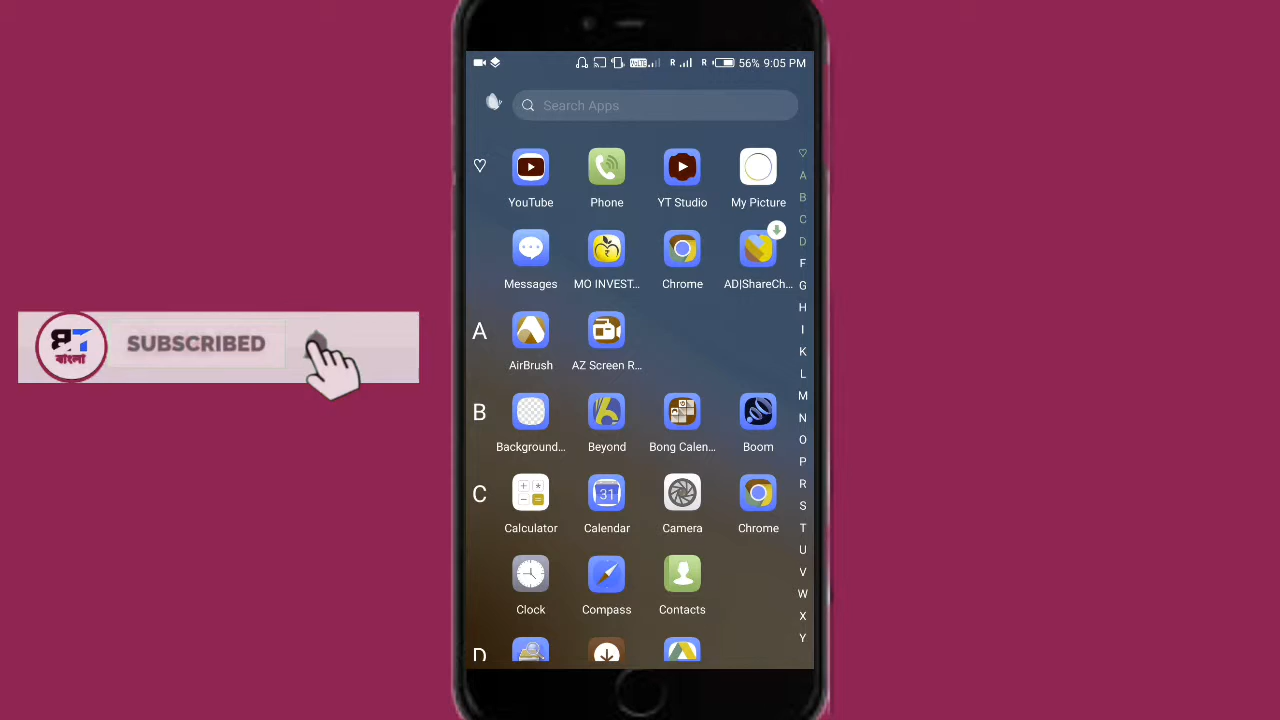 56% 9:05 PM
Search Apps
YouTube Phone YT Studio My Picture
Messages MO INVEST... Chrome AD|ShareCh...
A
AirBrush AZ Screen R...
B
Background... Beyond Bong Calen... Boom
C
31
Calculator Calendar Camera Chrome
Clock Compass Contacts
D
A
B
C
D
F
G
H
I
K
L
M
N
O
P
R
S
T
U
V
W
X
Y
বাংলা
SUBSCRIBED